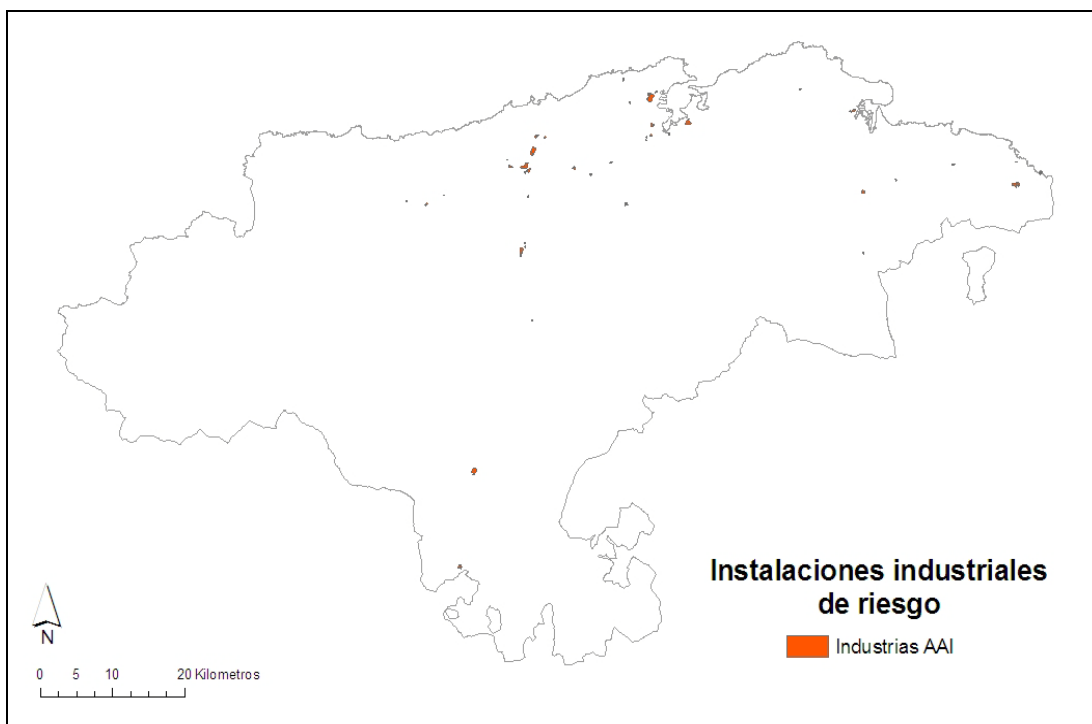 Instalaciones industriales
de riesgo
Industrias AAI
N
0 5 10 20 Kilometros